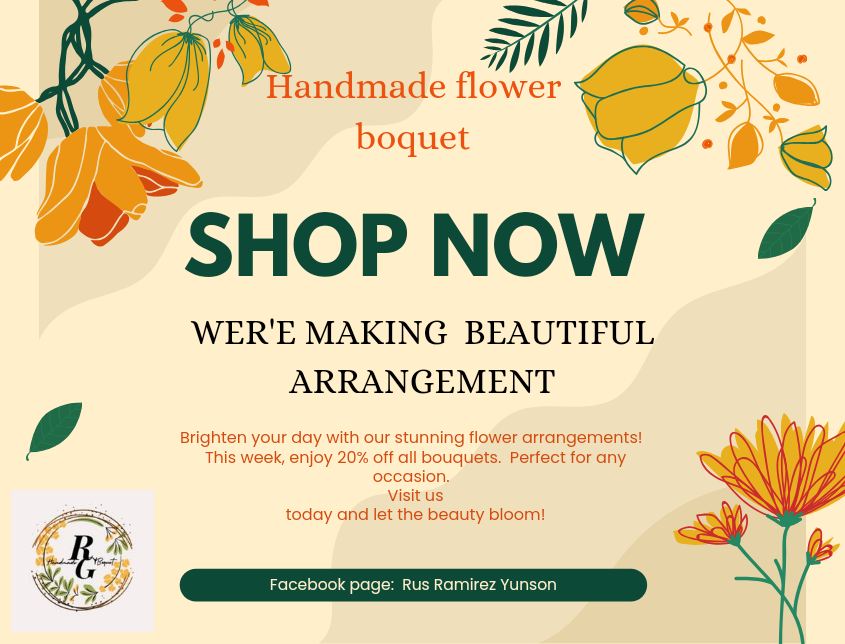 Handmade flower
boquet
SHOP NOW
WER'E MAKING  BEAUTIFUL
ARRANGEMENT
Brighten your day with our stunning flower arrangements!
This week, enjoy 20% off all bouquets.  Perfect for any
occasion.
Visit us
today and let the beauty bloom!
R
G
Handmade Boquet
Facebook page:  Rus Ramirez Yunson